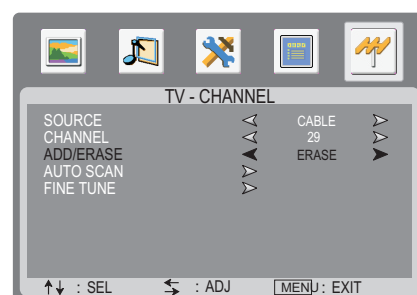 TV - CHANNEL
SOURCE CABLE
CHANNEL 29
ADD/ERASE ERASE
AUTO SCAN
FINE TUNE
: SEL : ADJ MENU : EXIT